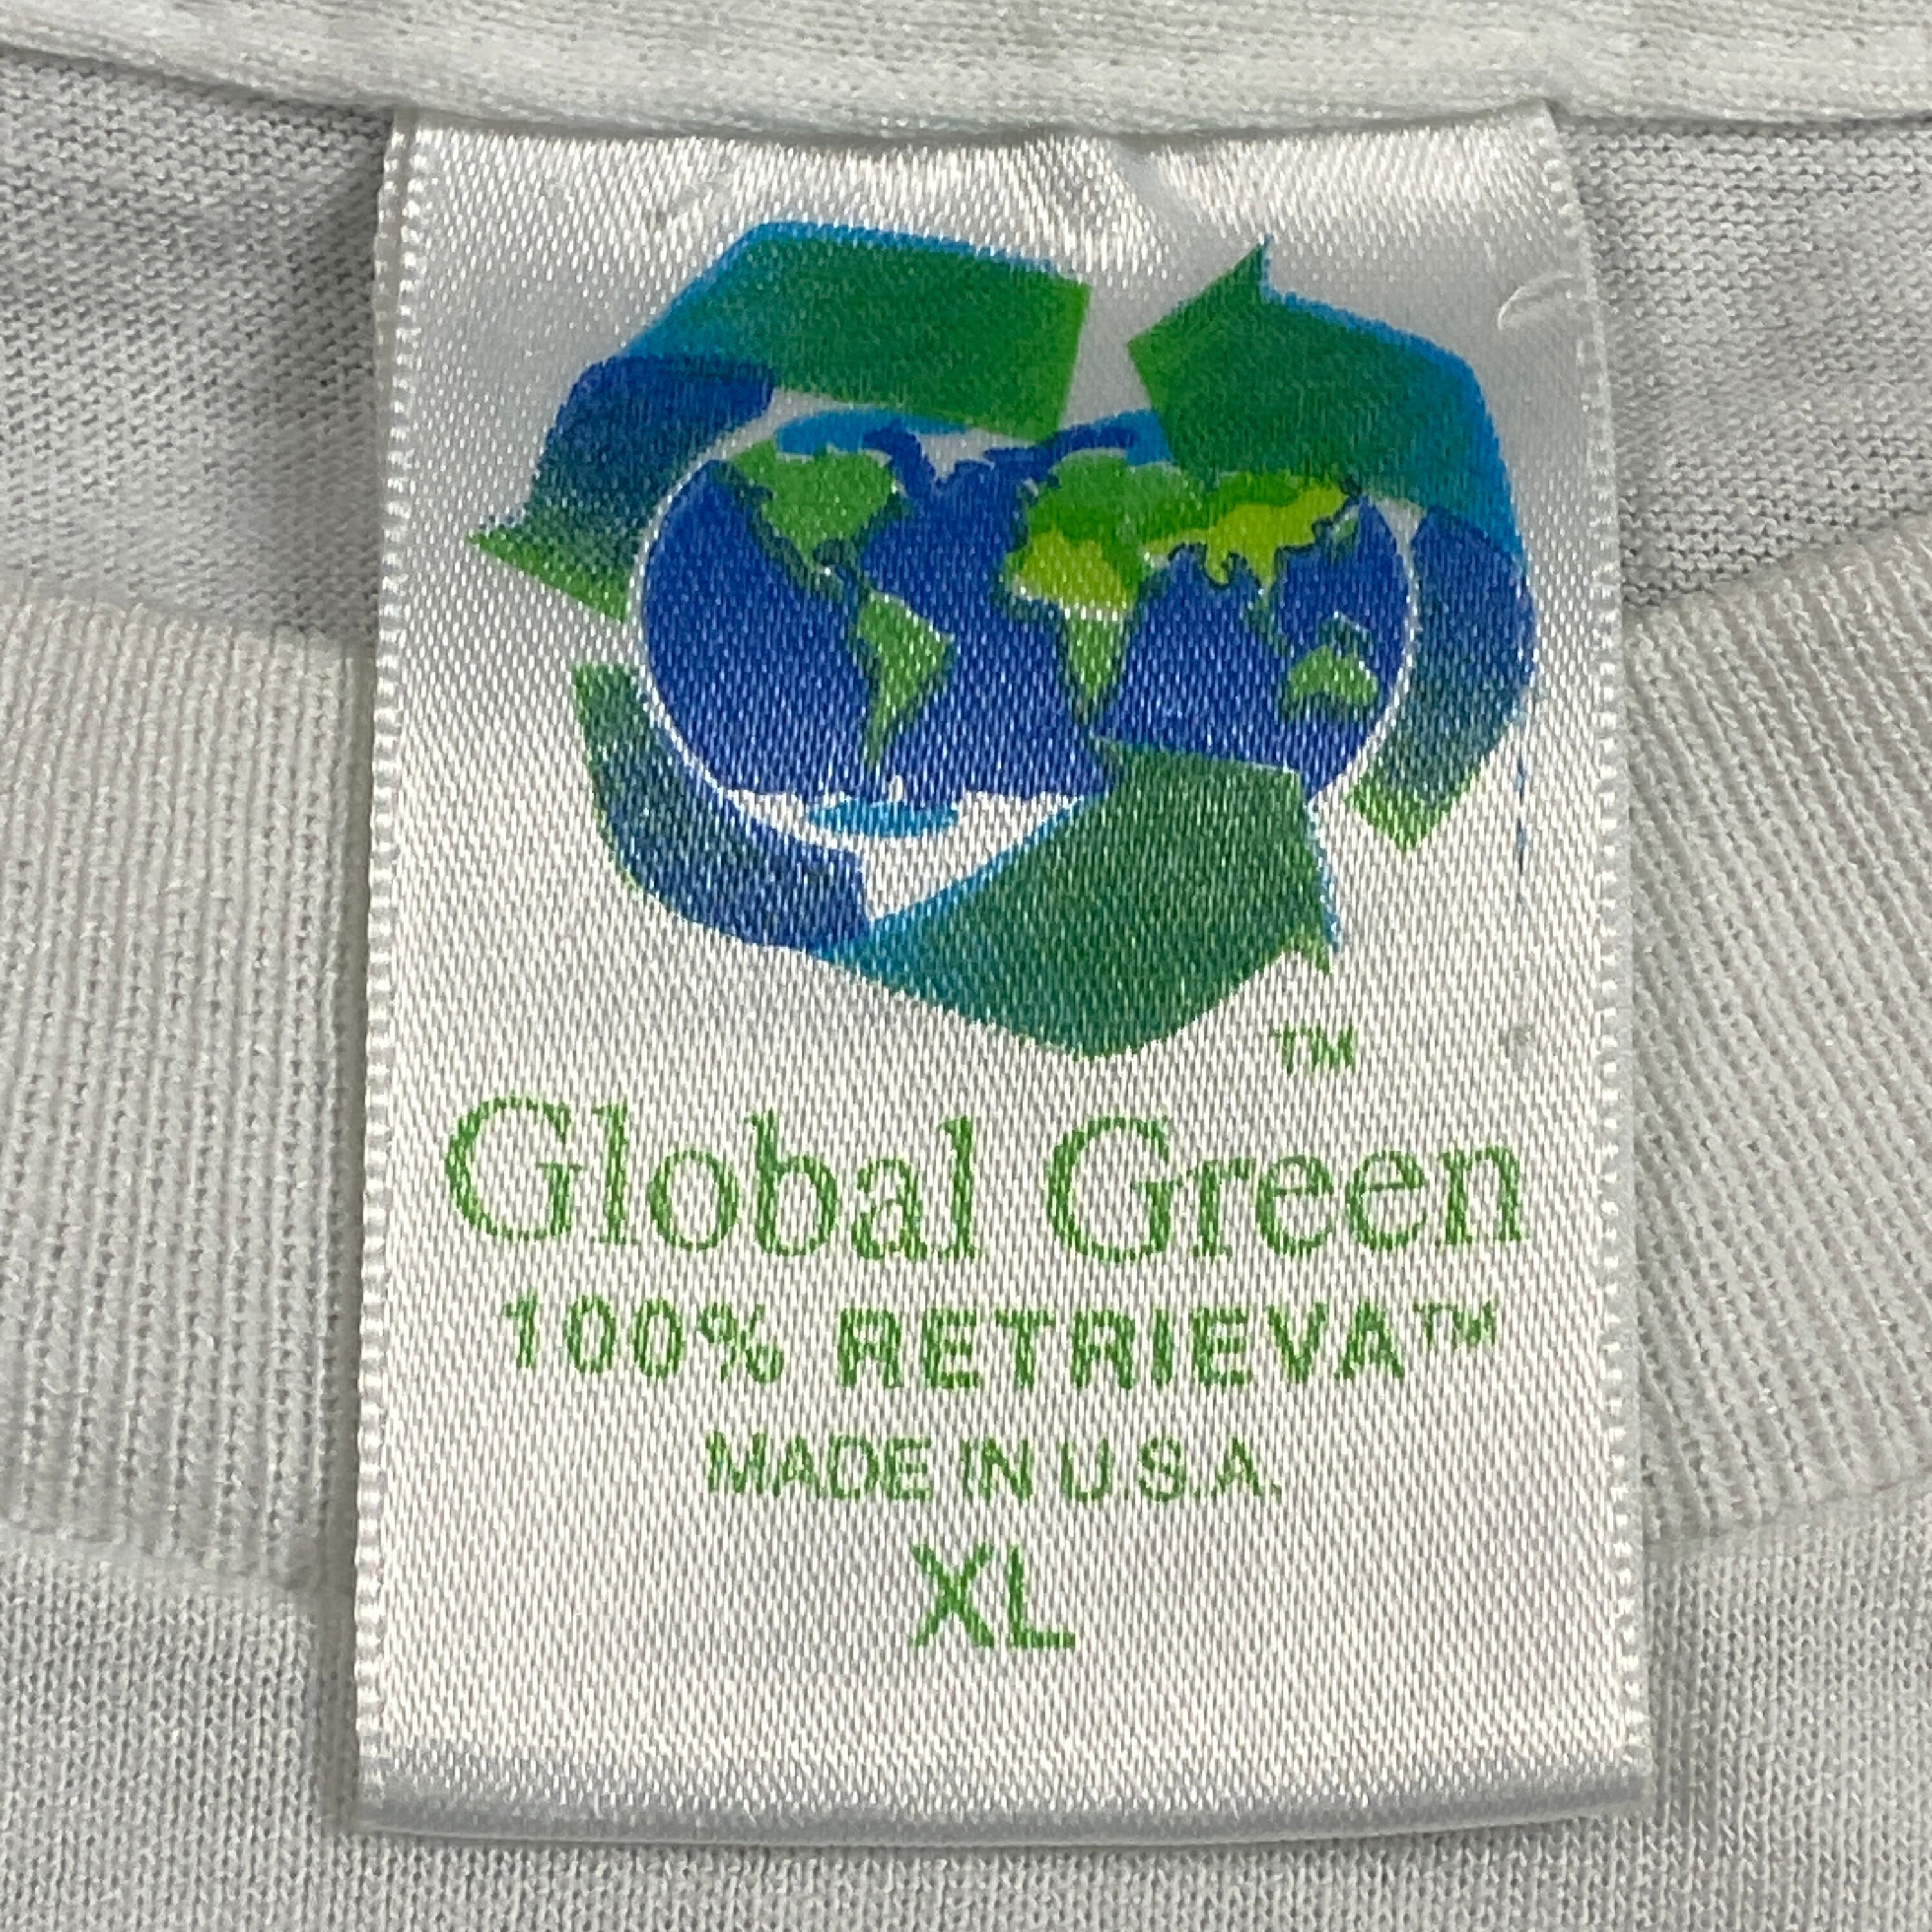 TM
Global Green
100% RETRIEVA™
MADE IN U.S.A.
XL